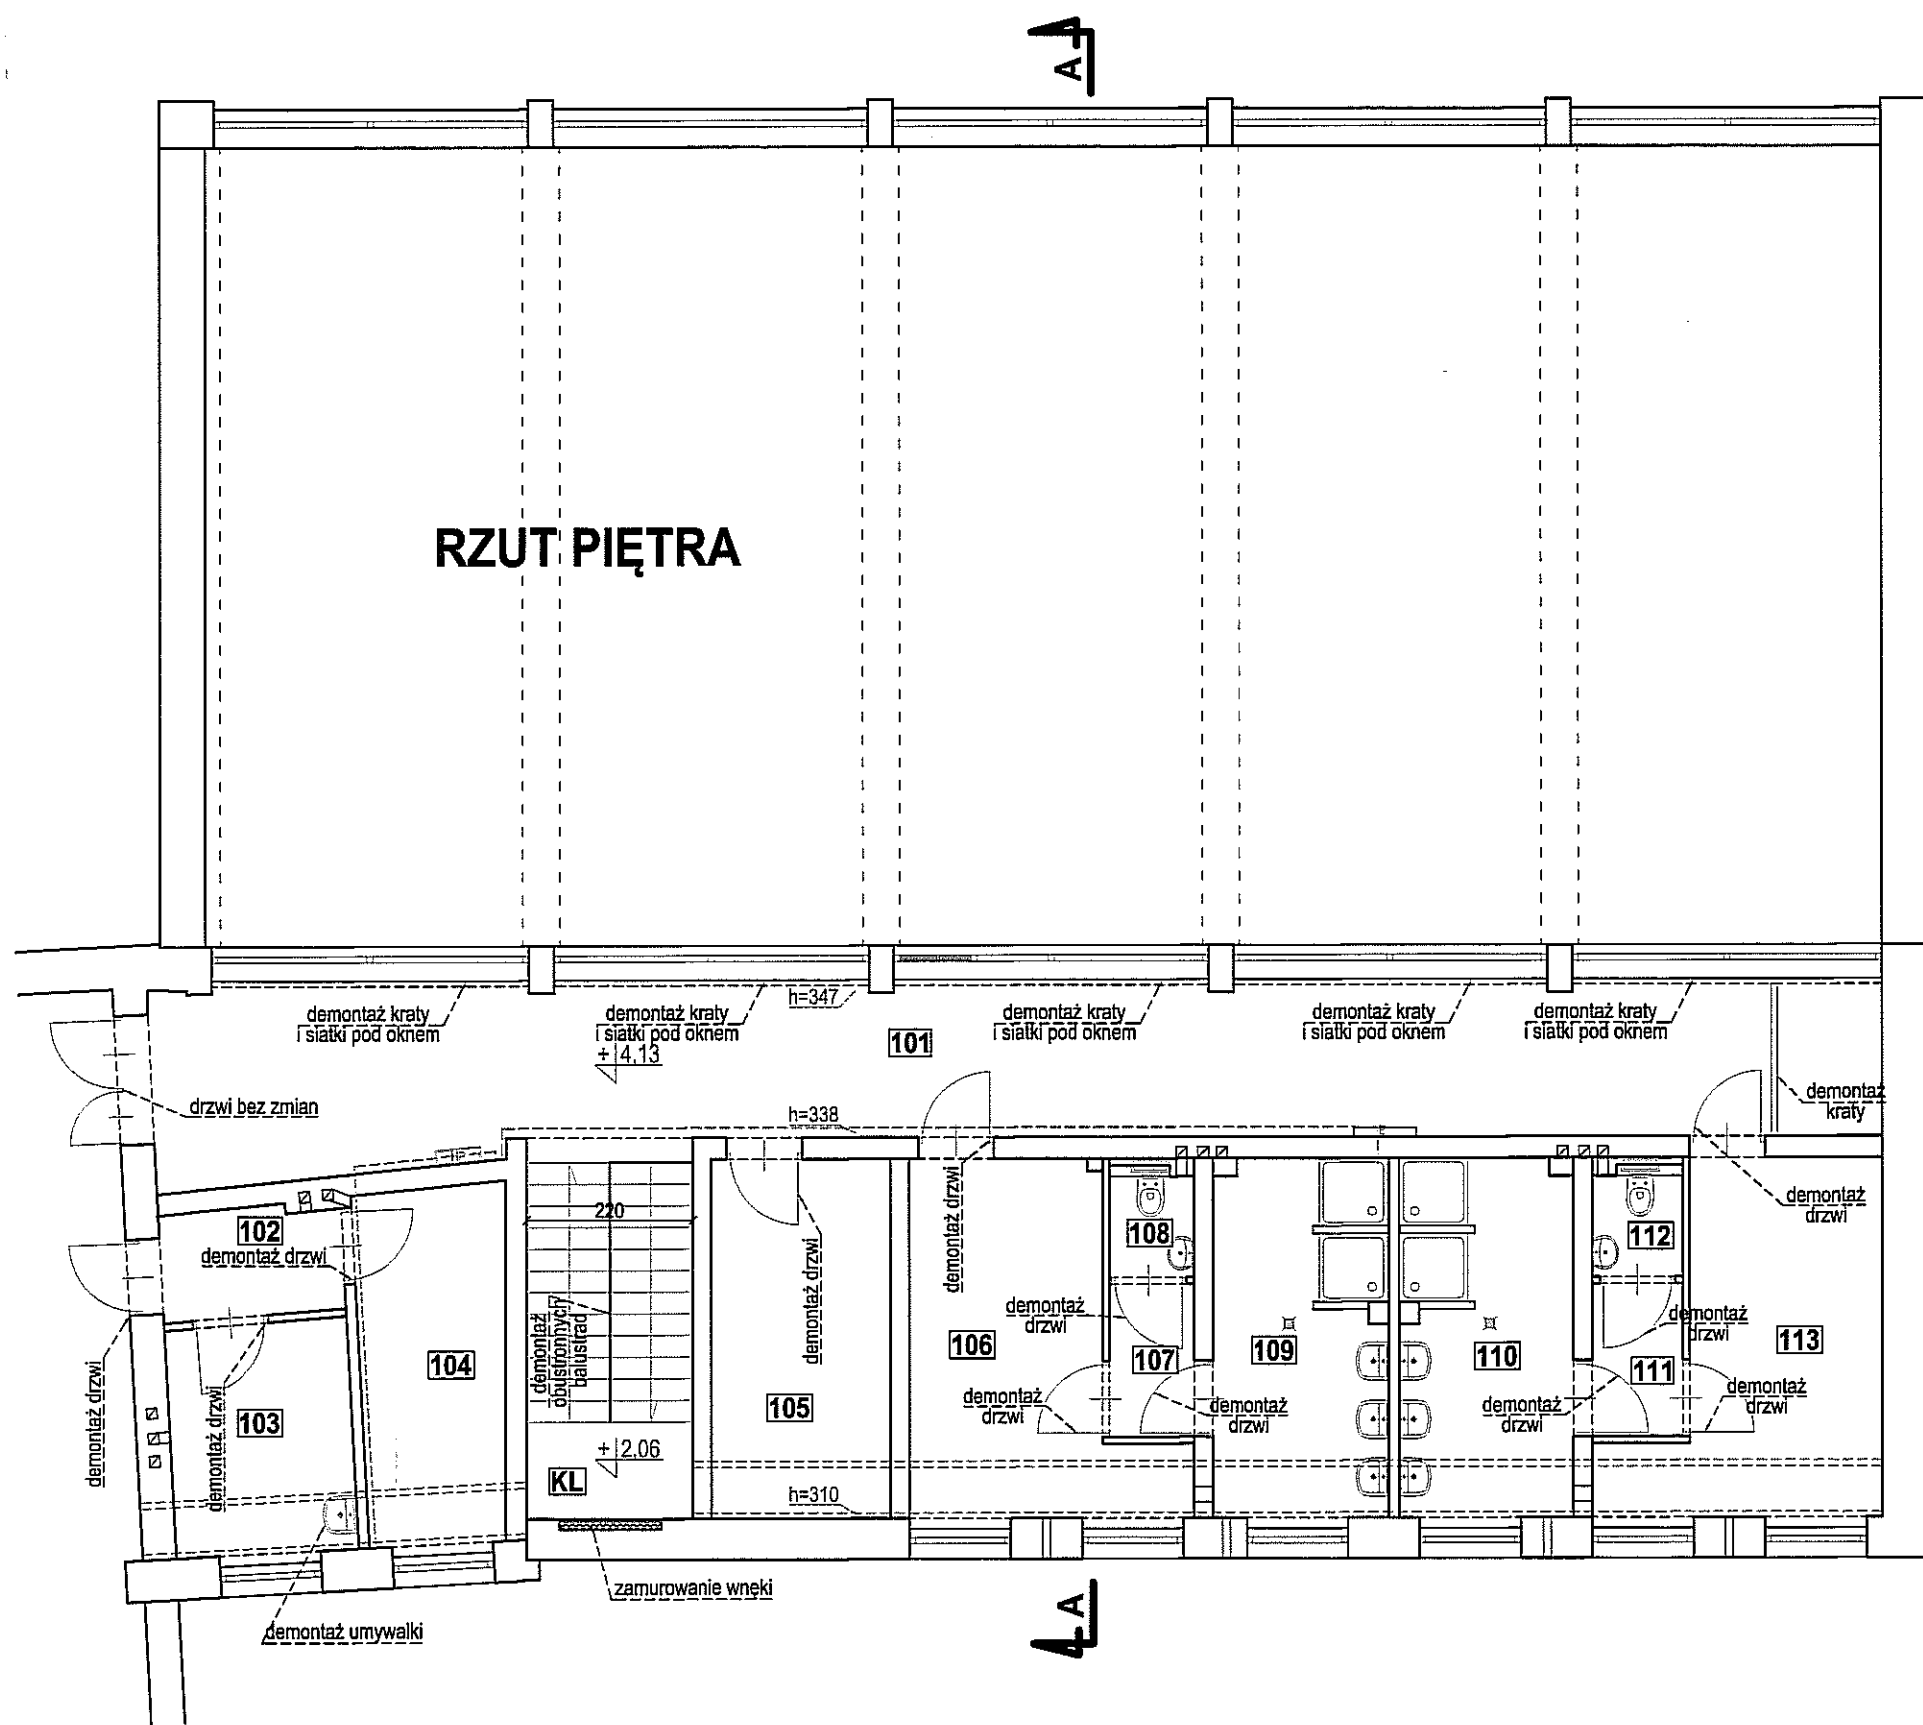 A
RZUT PIĘTRA
demontaż kraty
i siatki pod oknem
demontaż kraty
i siatki pod oknem
h=347
demontaż kraty
i siatki pod oknem
demontaż kraty
i siatki pod oknem
demontaż kraty
i siatki pod oknem
101
+4,13
drzwi bez zmian
h=338
demontaż
kraty
102
demontaż drzwi
220
108
112
demontaż
drzwi
demontaż drzwi
demontaż drzwi
demontaż
obustronnych
balustrad
demontaż
drzwi
demontaż
drzwi
104
106
107
109
110
111
113
demontaż drzwi
demontaż drzwi
103
105
demontaż
drzwi
demontaż
drzwi
demontaż
drzwi
demontaż
drzwi
+2,06
KL
h=310
zamurowanie wnęki
demontaż umywalki
A